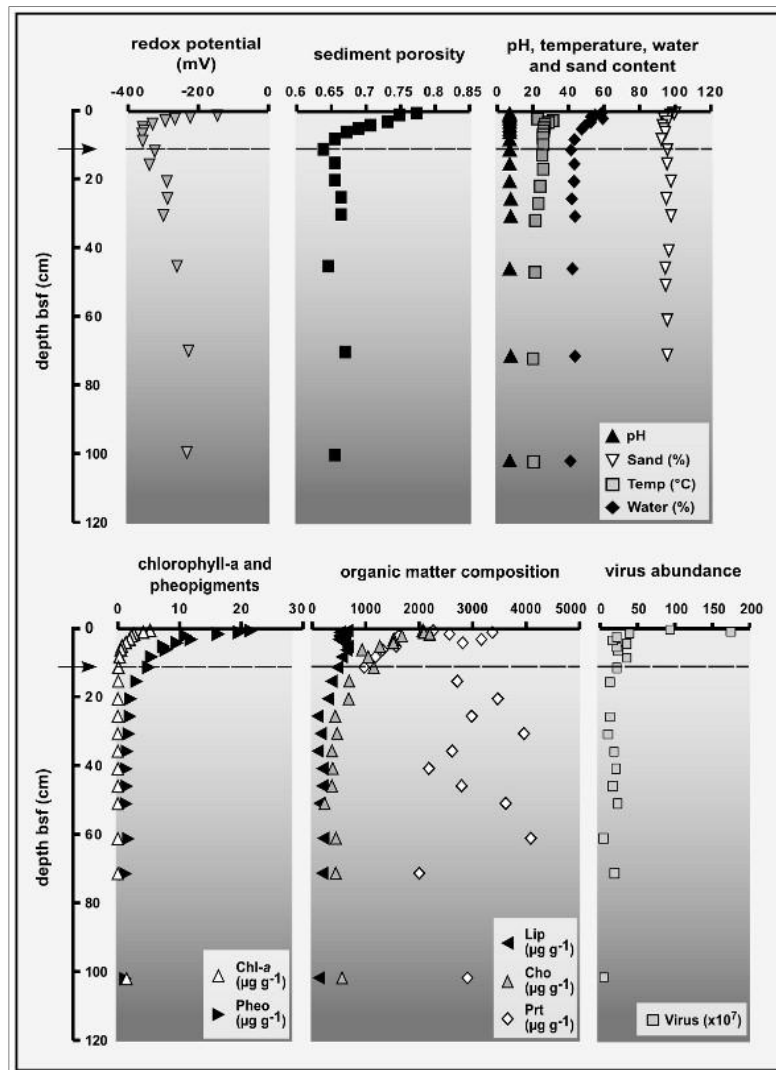 redox potential
(mV)
sediment porosity
pH, temperature, water
and sand content
-400 -200 0
0.6 0.65 0.7 0.75 0.8 0.85
0 20 40 60 80 100 120
0
20
40
60
80
100
120
depth bsf (cm)
pH
Sand (%)
Temp (°C)
Water (%)
chlorophyll-a and
pheopigments
organic matter composition
virus abundance
0 10 20 30
0 1000 2000 3000 4000 5000
0 50 100 150 200
0
20
40
60
80
100
120
depth bsf (cm)
Chl-a
(µg g-1)
Pheo
(µg g-1)
Lip
(µg g-1)
Cho
(µg g-1)
Prt
(µg g-1)
Virus (x10⁷)